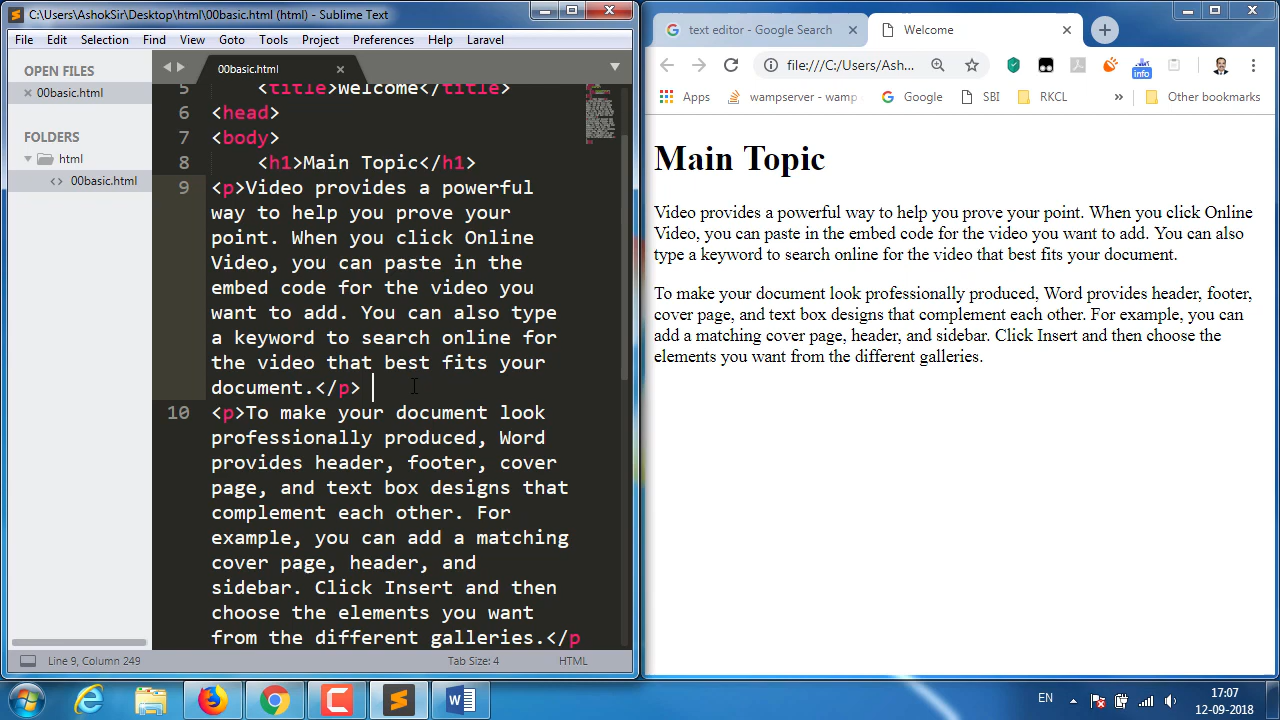 C:\Users\AshokSir\Desktop\html\00basic.html (html) - Sublime Text
File Edit Selection Find View Goto Tools Project Preferences Help Laravel
OPEN FILES
00basic.html
FOLDERS
html
00basic.html
00basic.html
5 <title>Welcome</title>
6 <head>
7 <body>
8 <h1>Main Topic</h1>
9 <p>Video provides a powerful
way to help you prove your
point. When you click Online
Video, you can paste in the
embed code for the video you
want to add. You can also type
a keyword to search online for
the video that best fits your
document.</p>
10 <p>To make your document look
professionally produced, Word
provides header, footer, cover
page, and text box designs that
complement each other. For
example, you can add a matching
cover page, header, and
sidebar. Click Insert and then
choose the elements you want
from the different galleries.</p
Line 9, Column 249
Tab Size: 4
HTML
text editor - Google Search
Welcome
file:///C:/Users/Ash...
info
Apps
wampserver - wamp
Google
SBI
RKCL
»
Other bookmarks
Main Topic
Video provides a powerful way to help you prove your point. When you click Online
Video, you can paste in the embed code for the video you want to add. You can also
type a keyword to search online for the video that best fits your document.
To make your document look professionally produced, Word provides header, footer,
cover page, and text box designs that complement each other. For example, you can
add a matching cover page, header, and sidebar. Click Insert and then choose the
elements you want from the different galleries.
EN
17:07
12-09-2018